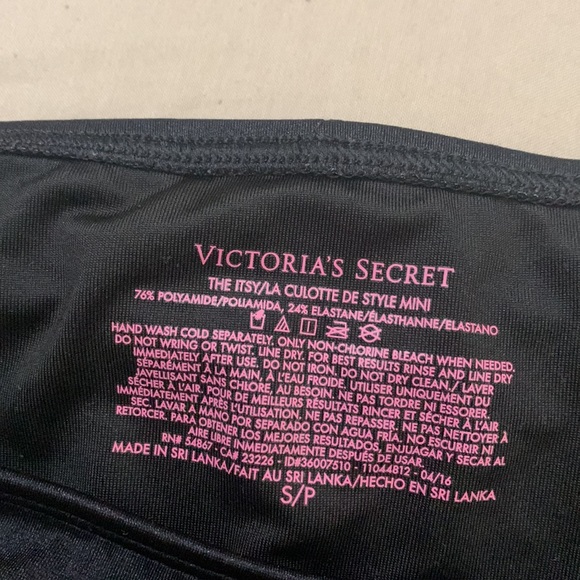 VICTORIA'S SECRET
THE ITSY/LA CULOTTE DE STYLE MINI
76% POLYAMIDE/POLIAMIDA, 24% ELASTANE/ÉLASTHANNE/ELASTANO
HAND WASH COLD SEPARATELY. ONLY NON-CHLORINE BLEACH WHEN NEEDED.
DO NOT WRING OR TWIST. LINE DRY. FOR BEST RESULTS RINSE AND LINE DRY
IMMEDIATELY AFTER USE. DO NOT IRON. DO NOT DRY CLEAN./ LAVER
SÉPARÉMENT À LA MAIN, À L'EAU FROIDE. UTILISER UNIQUEMENT DU
JAVELLISANT SANS CHLORE, AU BESOIN. NE PAS TORDRE, NI ESSORER.
SÉCHER À L'AIR. POUR DE MEILLEURS RÉSULTATS RINCER ET SÉCHER À L'AIR
IMMÉDIATEMENT APRÈS L'UTILISATION. NE PAS REPASSER. NE PAS NETTOYER À
SEC. LAVAR A MANO POR SEPARADO CON AGUA FRÍA. NO ESCURRIR NI
RETORCER. PARA OBTENER LOS MEJORES RESULTADOS, ENJUAGAR Y SECAR AL
AIRE LIBRE INMEDIATAMENTE DESPUÉS DE USAR.
RN# 54867 - CA# 23226 - ID#36007510 - 11044812 - 04/16
MADE IN SRI LANKA/FAIT AU SRI LANKA/HECHO EN SRI LANKA
S/P